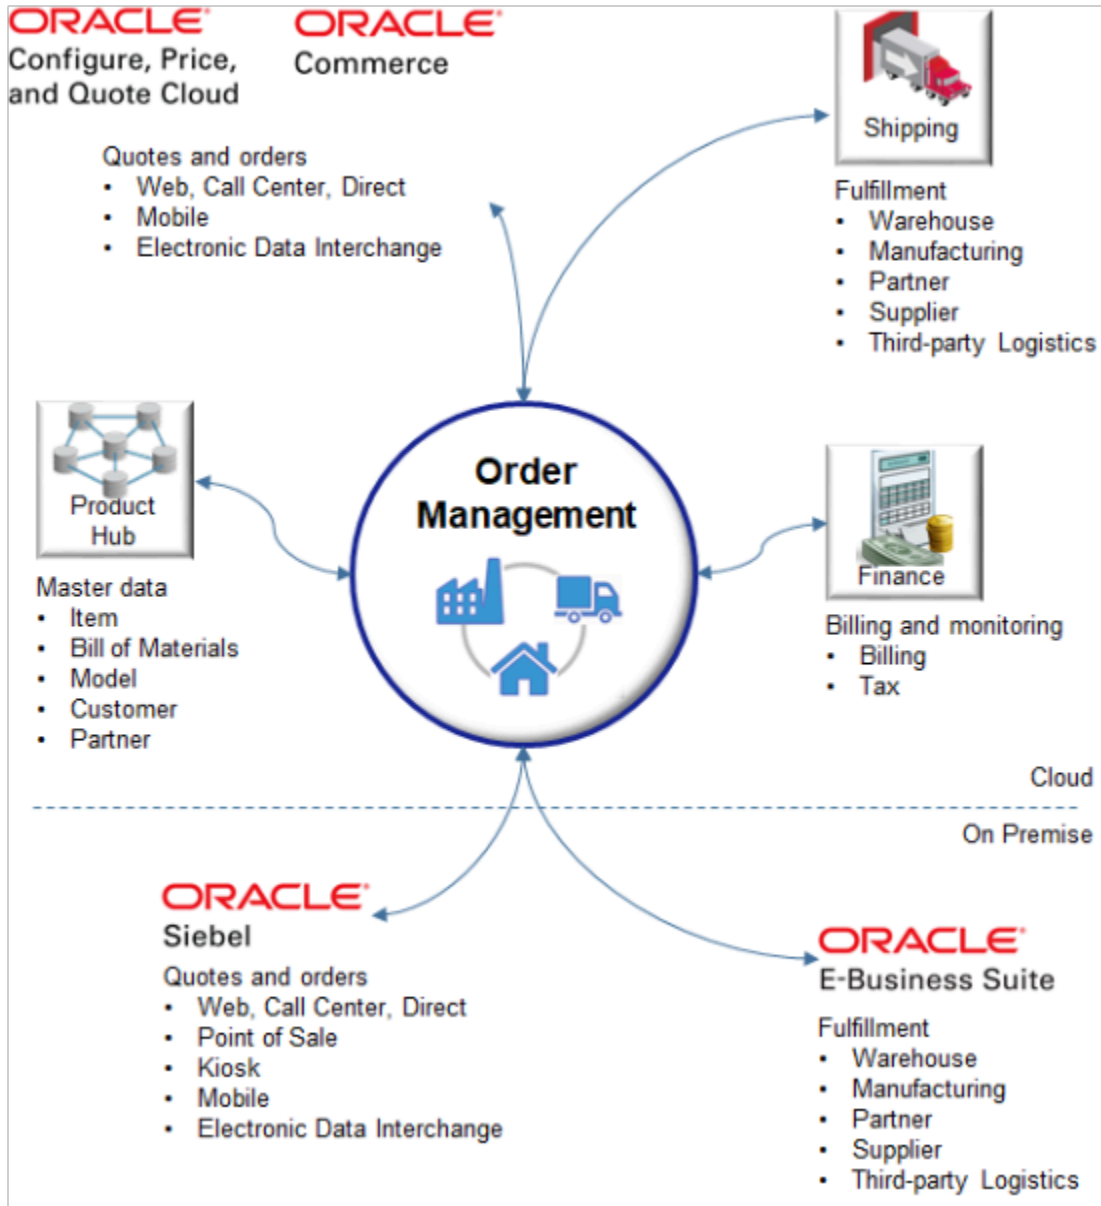 ORACLE®
Configure, Price,
and Quote Cloud
ORACLE®
Commerce
Quotes and orders
• Web, Call Center, Direct
• Mobile
• Electronic Data Interchange
Shipping
Fulfillment
• Warehouse
• Manufacturing
• Partner
• Supplier
• Third-party Logistics
Product
Hub
Master data
• Item
• Bill of Materials
• Model
• Customer
• Partner
Order
Management
Finance
Billing and monitoring
• Billing
• Tax
Cloud
On Premise
ORACLE®
Siebel
Quotes and orders
• Web, Call Center, Direct
• Point of Sale
• Kiosk
• Mobile
• Electronic Data Interchange
ORACLE®
E-Business Suite
Fulfillment
• Warehouse
• Manufacturing
• Partner
• Supplier
• Third-party Logistics